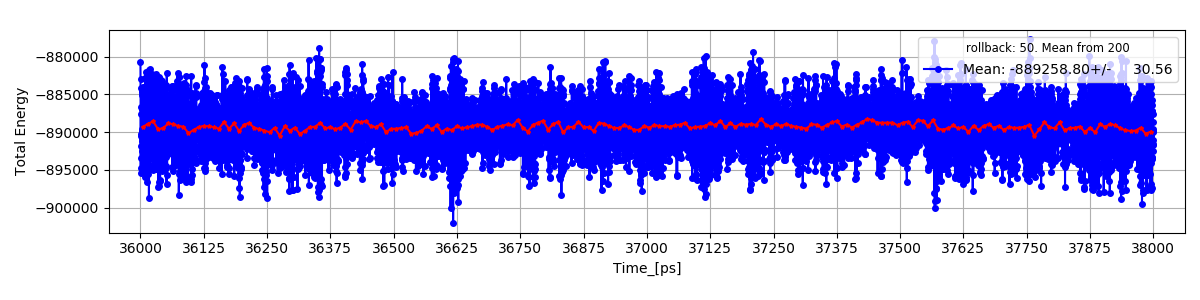 Total Energy
−880000
−885000
−890000
−895000
−900000
rollback: 50. Mean from 200
Mean: -889258.80+/- 30.56
36000 36125 36250 36375 36500 36625 36750 36875 37000 37125 37250 37375 37500 37625 37750 37875 38000
Time_[ps]